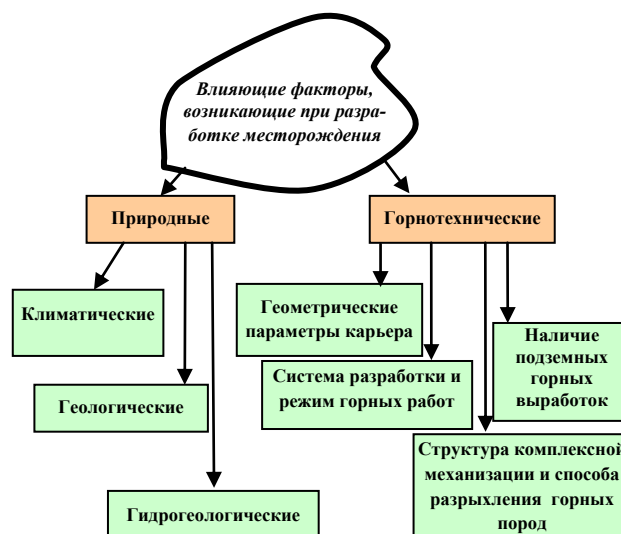 Влияющие факторы,
возникающие при разра-
ботке месторождения
Природные
Горнотехнические
Климатические
Геологические
Гидрогеологические
Геометрические
параметры карьера
Система разработки и
режим горных работ
Наличие
подземных
горных
выработок
Структура комплексной
механизации и способа
разрыхления горных
пород